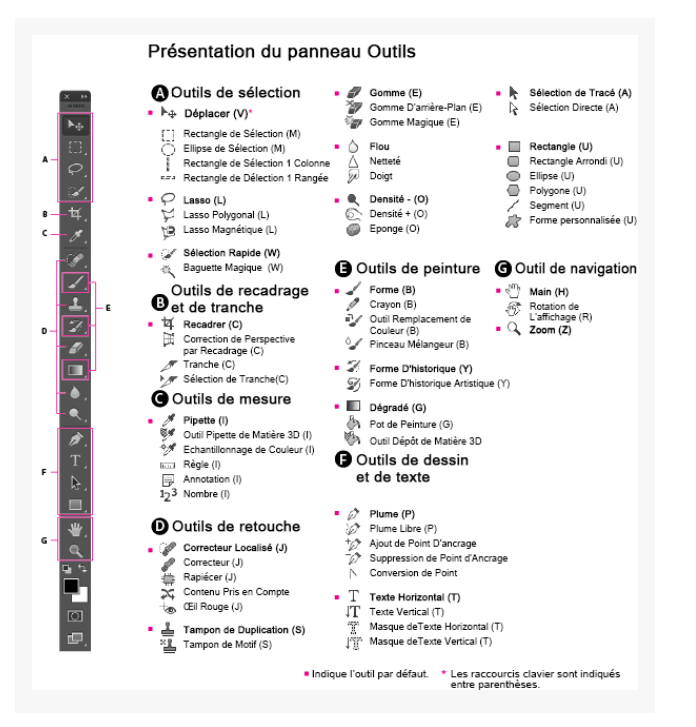 Présentation du panneau Outils
A Outils de sélection
Déplacer (V)*
Rectangle de Sélection (M)
Ellipse de Sélection (M)
Rectangle de Sélection 1 Colonne
Rectangle de Délection 1 Rangée
Lasso (L)
Lasso Polygonal (L)
Lasso Magnétique (L)
Sélection Rapide (W)
Baguette Magique (W)
B Outils de recadrage
et de tranche
Recadrer (C)
Correction de Perspective
par Recadrage (C)
Tranche (C)
Sélection de Tranche(C)
C Outils de mesure
Pipette (I)
Outil Pipette de Matière 3D (I)
Echantillonnage de Couleur (I)
Règle (I)
Annotation (I)
Nombre (I)
D Outils de retouche
Correcteur Localisé (J)
Correcteur (J)
Rapiécer (J)
Contenu Pris en Compte
Œil Rouge (J)
Tampon de Duplication (S)
Tampon de Motif (S)
Gomme (E)
Gomme D'arrière-Plan (E)
Gomme Magique (E)
Flou
Netteté
Doigt
Densité - (O)
Densité + (O)
Eponge (O)
E Outils de peinture
Forme (B)
Crayon (B)
Outil Remplacement de
Couleur (B)
Pinceau Mélangeur (B)
Forme D'historique (Y)
Forme D'historique Artistique (Y)
Dégradé (G)
Pot de Peinture (G)
Outil Dépôt de Matière 3D
F Outils de dessin
et de texte
Plume (P)
Plume Libre (P)
Ajout de Point D'ancrage
Suppression de Point d'Ancrage
Conversion de Point
Texte Horizontal (T)
Texte Vertical (T)
Masque deTexte Horizontal (T)
Masque deTexte Vertical (T)
Sélection de Tracé (A)
Sélection Directe (A)
Rectangle (U)
Rectangle Arrondi (U)
Ellipse (U)
Polygone (U)
Segment (U)
Forme personnalisée (U)
G Outil de navigation
Main (H)
Rotation de
L'affichage (R)
Zoom (Z)
A
B
C
D
E
F
G
Indique l'outil par défaut. * Les raccourcis clavier sont indiqués
entre parenthèses.